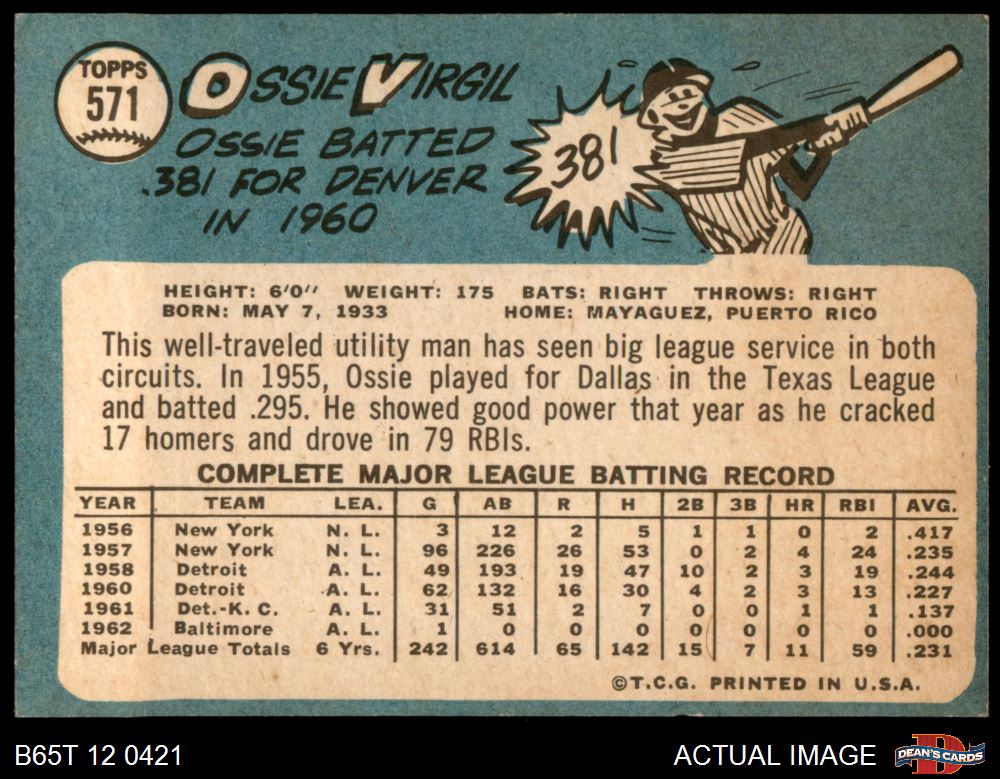 TOPPS
571
OSSIE VIRGIL
OSSIE BATTED
.381 FOR DENVER
IN 1960
381
HEIGHT: 6'0" WEIGHT: 175 BATS: RIGHT THROWS: RIGHT
BORN: MAY 7, 1933 HOME: MAYAGUEZ, PUERTO RICO
This well-traveled utility man has seen big league service in both
circuits. In 1955, Ossie played for Dallas in the Texas League
and batted .295. He showed good power that year as he cracked
17 homers and drove in 79 RBIs.
COMPLETE MAJOR LEAGUE BATTING RECORD
YEAR TEAM LEA. G AB R H 2B 3B HR RBI AVG.
1956 New York N. L. 3 12 2 5 1 1 0 2 .417
1957 New York N. L. 96 226 26 53 0 2 4 24 .235
1958 Detroit A. L. 49 193 19 47 10 2 3 19 .244
1960 Detroit A. L. 62 132 16 30 4 2 3 13 .227
1961 Det.-K. C. A. L. 31 51 2 7 0 0 1 1 .137
1962 Baltimore A. L. 1 0 0 0 0 0 0 0 .000
Major League Totals 6 Yrs. 242 614 65 142 15 7 11 59 .231
©T.C.G. PRINTED IN U.S.A.
B65T 12 0421 ACTUAL IMAGE DEAN'S CARDS